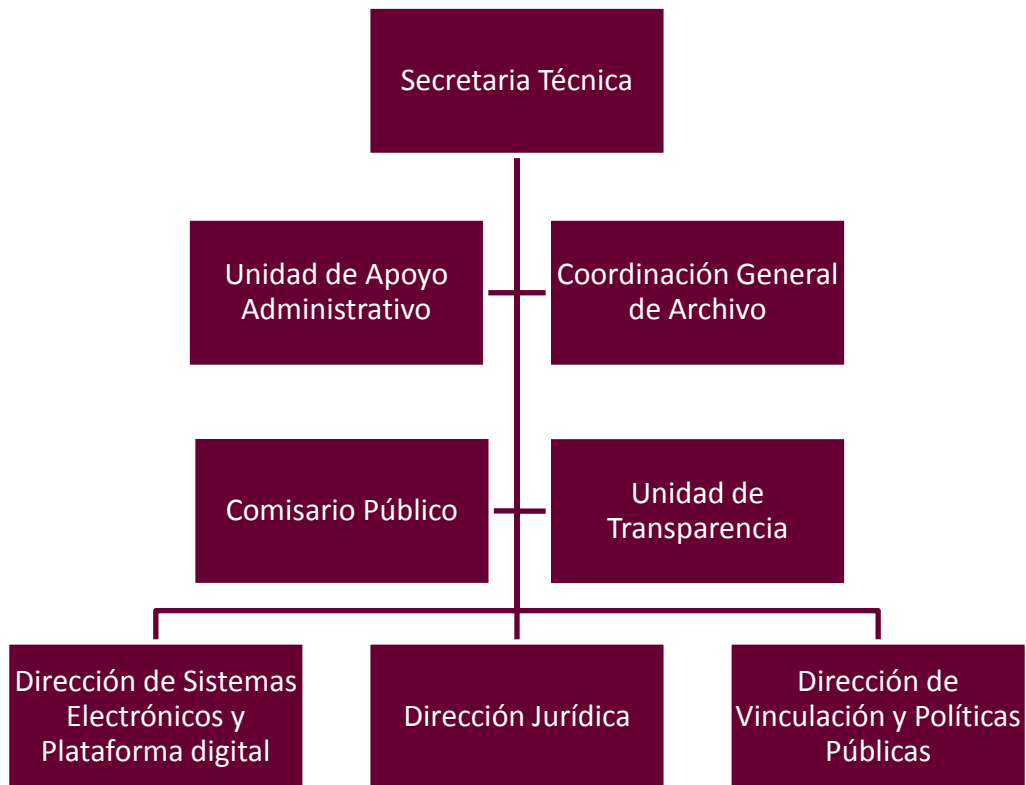 Secretaria Técnica
Unidad de Apoyo
Administrativo
Coordinación General
de Archivo
Comisario Público
Unidad de
Transparencia
Dirección de Sistemas
Electrónicos y
Plataforma digital
Dirección Jurídica
Dirección de
Vinculación y Políticas
Públicas